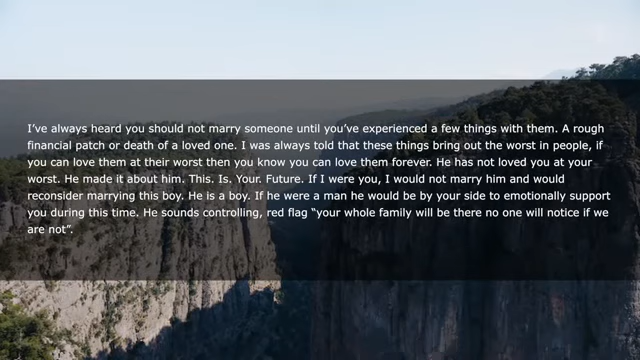 I’ve always heard you should not marry someone until you’ve experienced a few things with them. A rough
financial patch or death of a loved one. I was always told that these things bring out the worst in people, if
you can love them at their worst then you know you can love them forever. He has not loved you at your
worst. He made it about him. This. Is. Your. Future. If I were you, I would not marry him and would
reconsider marrying this boy. He is a boy. If he were a man he would be by your side to emotionally support
you during this time. He sounds controlling, red flag “your whole family will be there no one will notice if we
are not”.